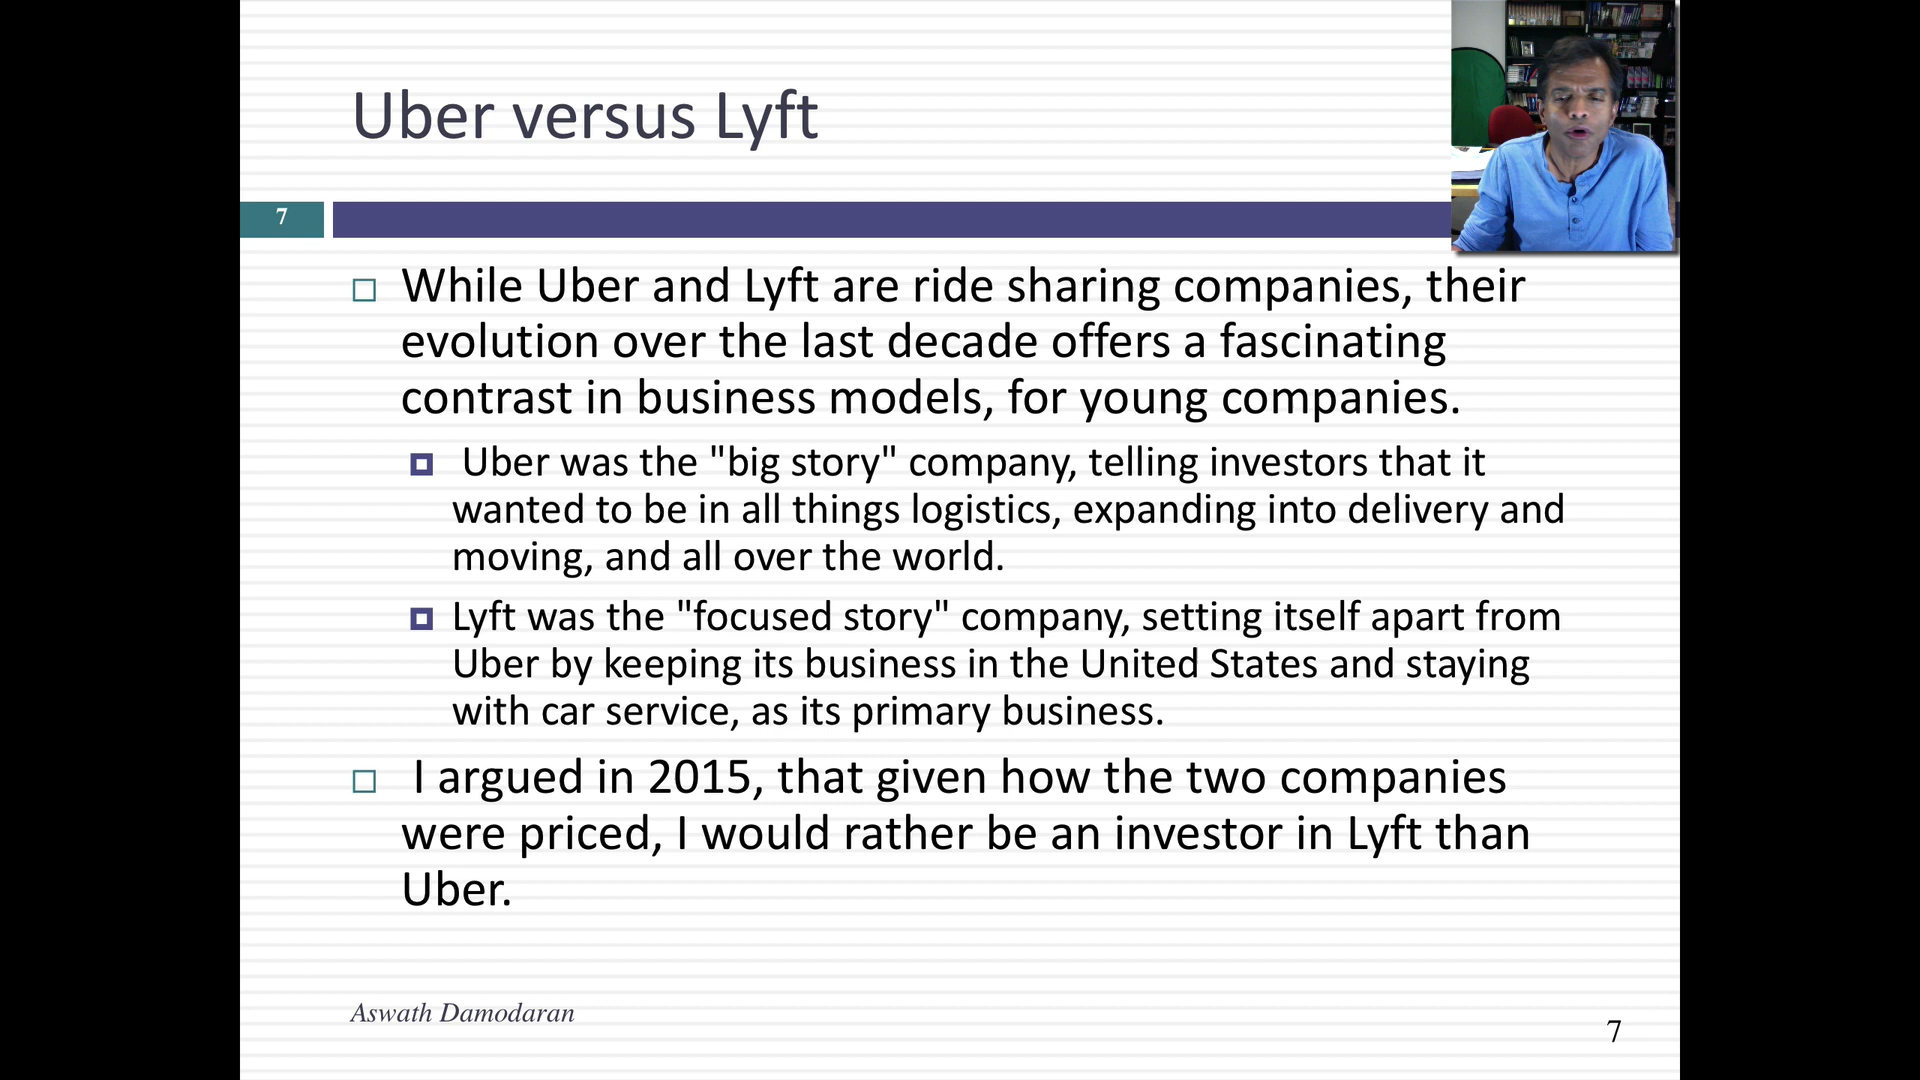 Uber versus Lyft
7
While Uber and Lyft are ride sharing companies, their
evolution over the last decade offers a fascinating
contrast in business models, for young companies.
Uber was the "big story" company, telling investors that it
wanted to be in all things logistics, expanding into delivery and
moving, and all over the world.
Lyft was the "focused story" company, setting itself apart from
Uber by keeping its business in the United States and staying
with car service, as its primary business.
I argued in 2015, that given how the two companies
were priced, I would rather be an investor in Lyft than
Uber.
Aswath Damodaran
7